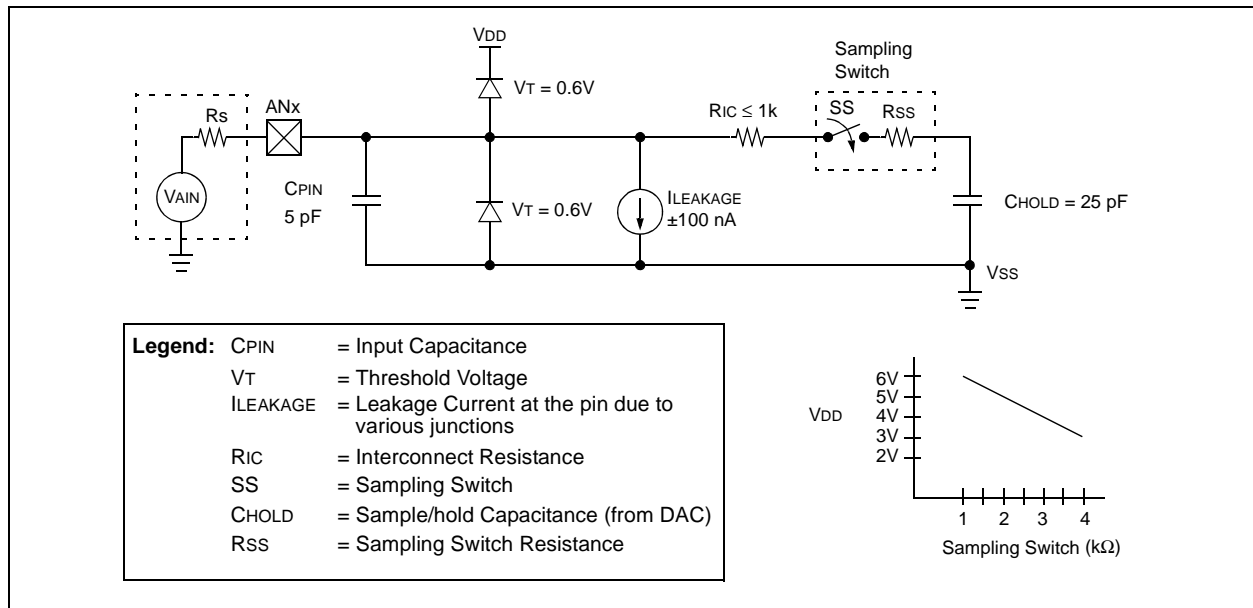 VDD
Sampling
Switch
VT = 0.6V
ANx
RS
RIC ≤ 1k
SS
RSS
VAIN
CPIN
5 pF
VT = 0.6V
ILEAKAGE
±100 nA
CHOLD = 25 pF
VSS
Legend: CPIN = Input Capacitance
VT = Threshold Voltage
ILEAKAGE = Leakage Current at the pin due to
various junctions
RIC = Interconnect Resistance
SS = Sampling Switch
CHOLD = Sample/hold Capacitance (from DAC)
RSS = Sampling Switch Resistance
VDD
6V
5V
4V
3V
2V
1 2 3 4
Sampling Switch (kΩ)